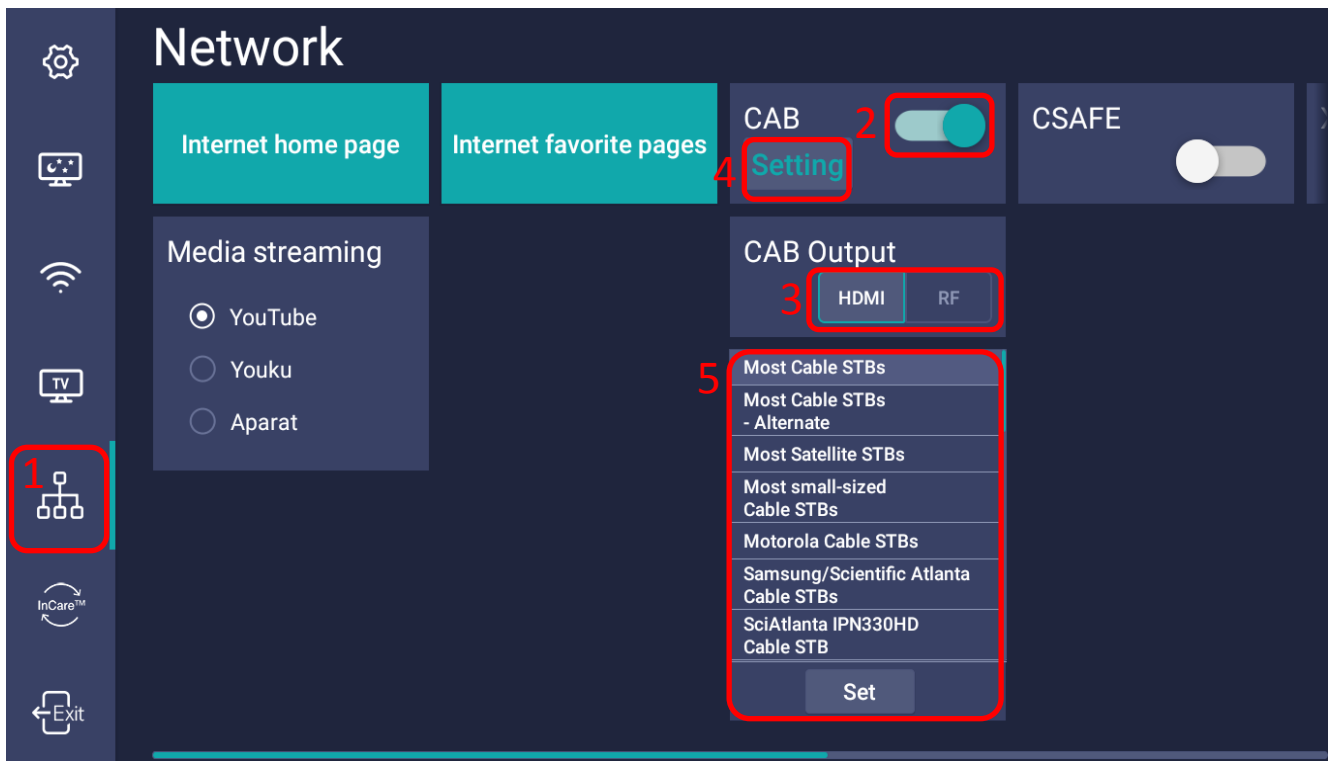 Network
Internet home page
Internet favorite pages
CAB
2
4
Setting
CSAFE
Media streaming
YouTube
Youku
Aparat
CAB Output
3
HDMI
RF
5
Most Cable STBs
Most Cable STBs
- Alternate
Most Satellite STBs
Most small-sized
Cable STBs
Motorola Cable STBs
Samsung/Scientific Atlanta
Cable STBs
SciAtlanta IPN330HD
Cable STB
Set
TV
1
InCare™
Exit